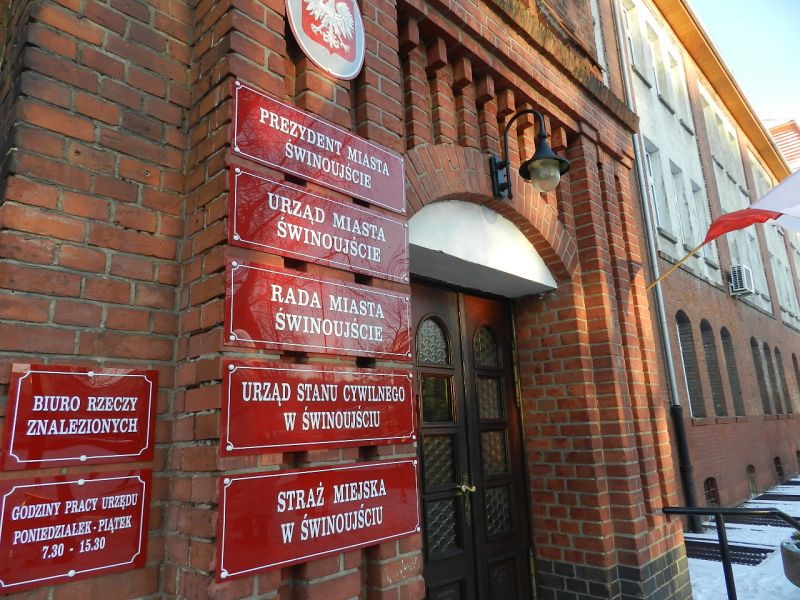 PREZYDENT MIASTA
ŚWINOUJŚCIE
URZĄD MIASTA
ŚWINOUJŚCIE
RADA MIASTA
ŚWINOUJŚCIE
URZĄD STANU CYWILNEGO
W ŚWINOUJŚCIU
STRAŻ MIEJSKA
W ŚWINOUJŚCIU
BIURO RZECZY
ZNALEZIONYCH
GODZINY PRACY URZĘDU
PONIEDZIAŁEK - PIĄTEK
7.30 - 15.30